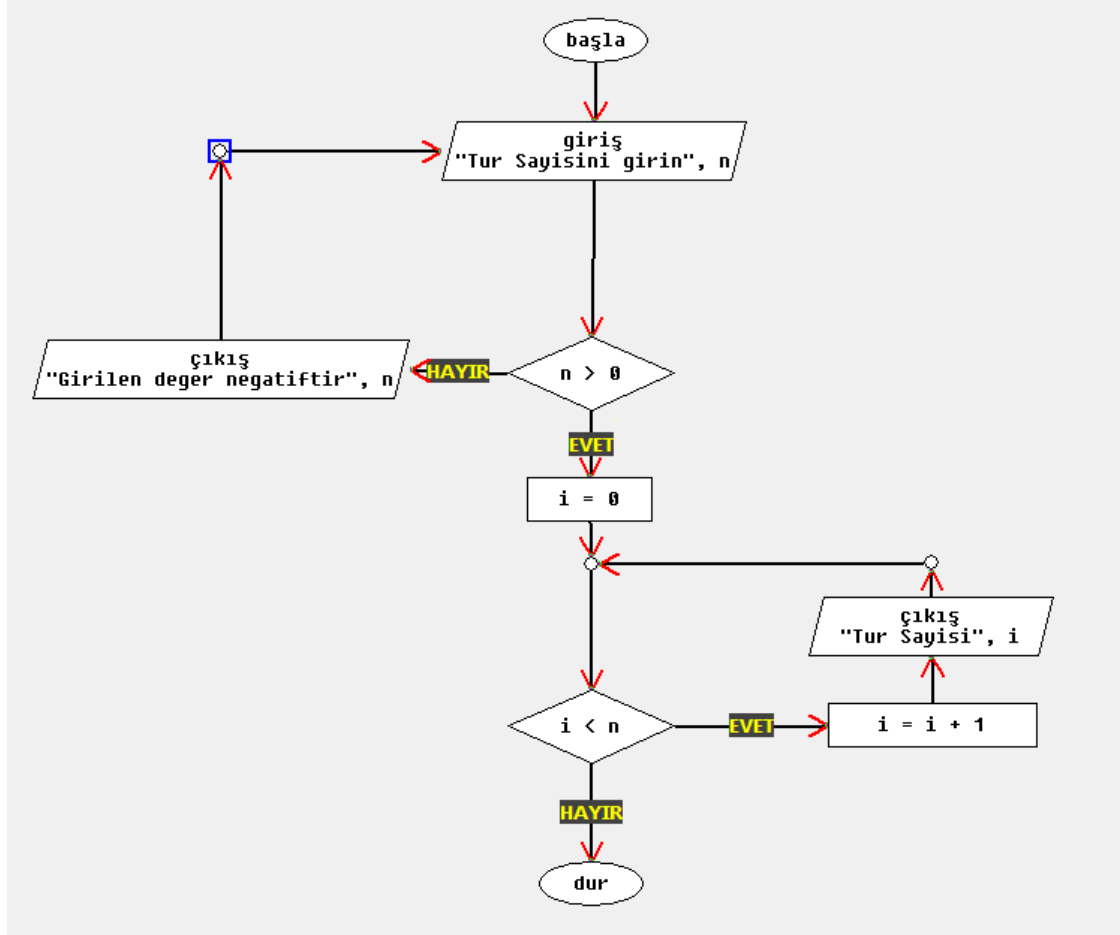 başla
giriş
"Tur Sayisini girin", n
çıkış
"Girilen deger negatiftir", n
HAYIR
n > 0
EVET
i = 0
çıkış
"Tur Sayisi", i
i < n
EVET
i = i + 1
HAYIR
dur